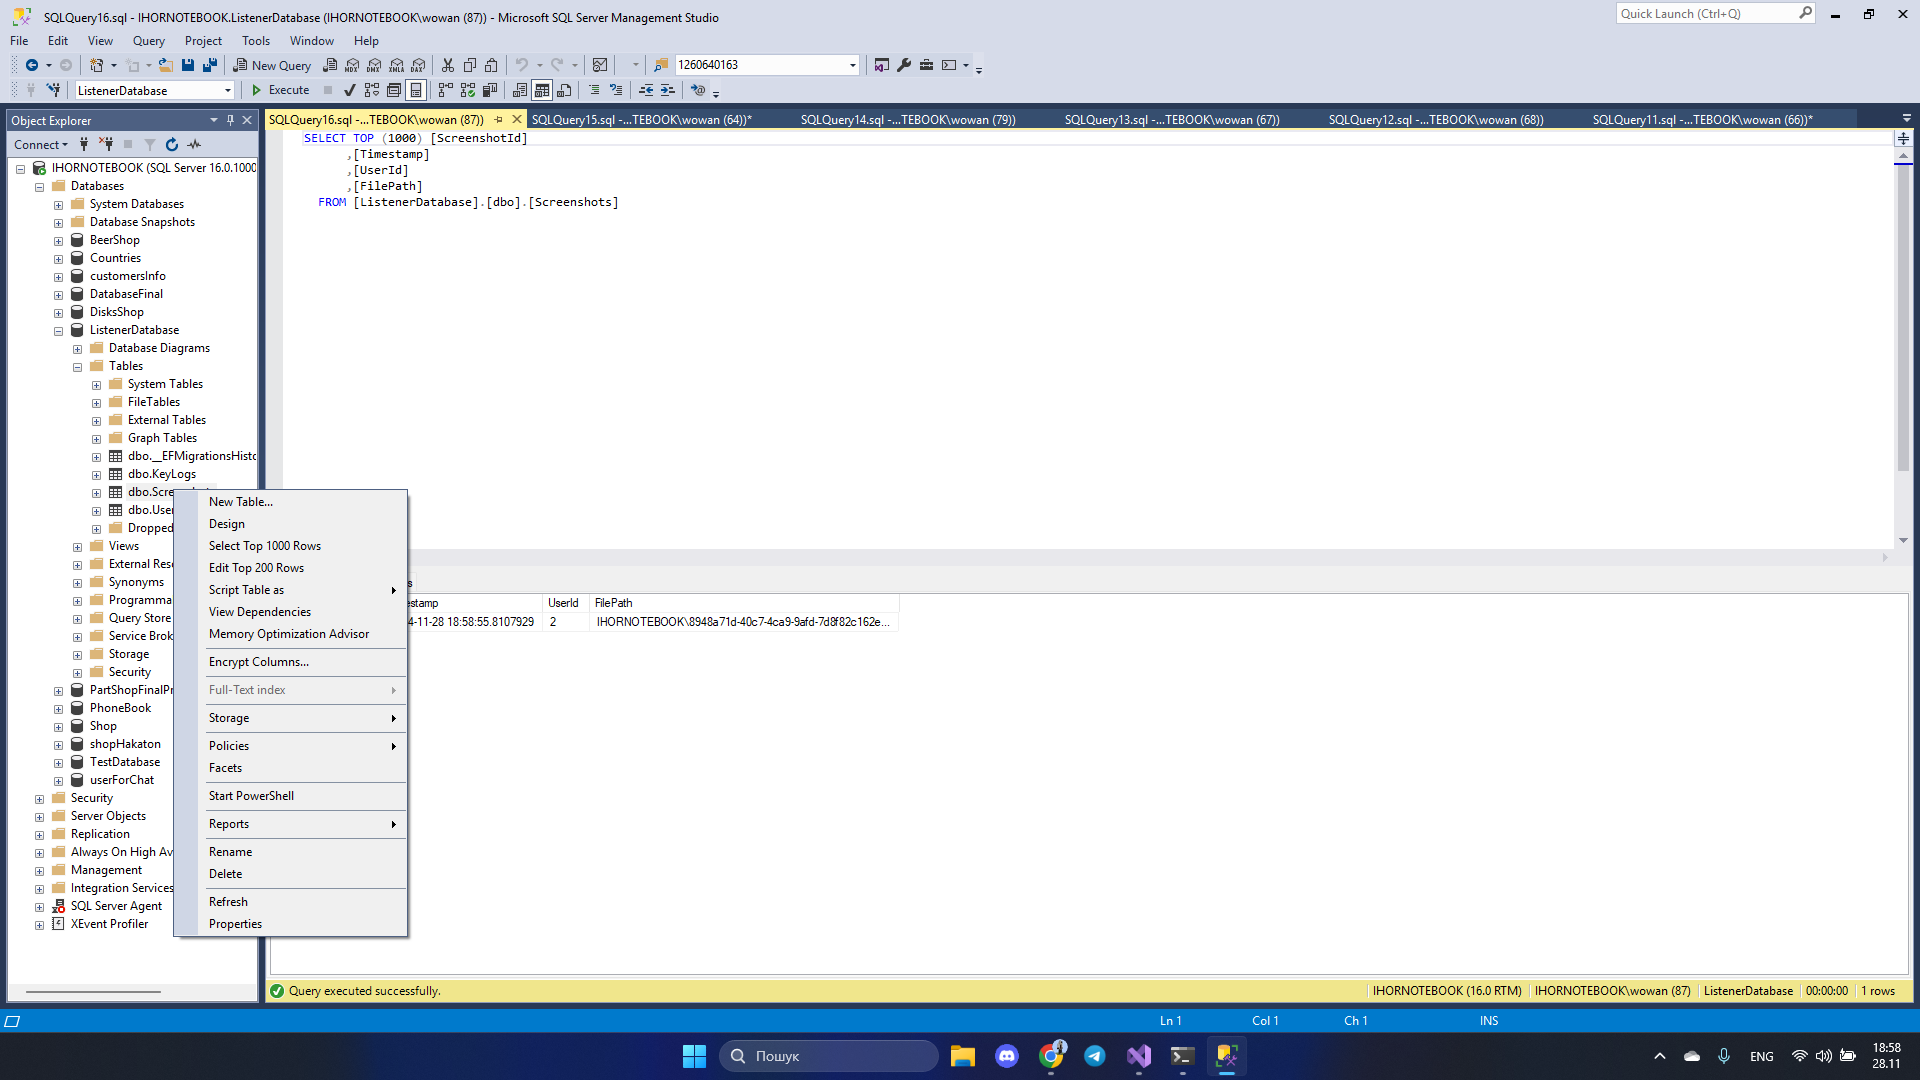 SQLQuery16.sql - IHORNOTEBOOK.ListenerDatabase (IHORNOTEBOOK\wowan (87)) - Microsoft SQL Server Management Studio
Quick Launch (Ctrl+Q)
File Edit View Query Project Tools Window Help
New Query MDX DMX XMLA DAX 1260640163
ListenerDatabase Execute
Object Explorer
SQLQuery16.sql -...TEBOOK\wowan (87)) SQLQuery15.sql -...TEBOOK\wowan (64))* SQLQuery14.sql -...TEBOOK\wowan (79)) SQLQuery13.sql -...TEBOOK\wowan (67)) SQLQuery12.sql -...TEBOOK\wowan (68)) SQLQuery11.sql -...TEBOOK\wowan (66))*
Connect
IHORNOTEBOOK (SQL Server 16.0.1000
Databases
System Databases
Database Snapshots
BeerShop
Countries
customersInfo
DatabaseFinal
DisksShop
ListenerDatabase
Database Diagrams
Tables
System Tables
FileTables
External Tables
Graph Tables
dbo.__EFMigrationsHisto
dbo.KeyLogs
dbo.Scre
dbo.User
Dropped
Views
External Res
Synonyms
Programma
Query Store
Service Brok
Storage
Security
PartShopFinalPr
PhoneBook
Shop
shopHakaton
TestDatabase
userForChat
Security
Server Objects
Replication
Always On High Av
Management
Integration Services
SQL Server Agent
XEvent Profiler
SELECT TOP (1000) [ScreenshotId]
,[Timestamp]
,[UserId]
,[FilePath]
FROM [ListenerDatabase].[dbo].[Screenshots]
New Table...
Design
Select Top 1000 Rows
Edit Top 200 Rows
Script Table as
View Dependencies
Memory Optimization Advisor
Encrypt Columns...
Full-Text index
Storage
Policies
Facets
Start PowerShell
Reports
Rename
Delete
Refresh
Properties
s
estamp UserId FilePath
4-11-28 18:58:55.8107929 2 IHORNOTEBOOK\8948a71d-40c7-4ca9-9afd-7d8f82c162e...
Query executed successfully. IHORNOTEBOOK (16.0 RTM) IHORNOTEBOOK\wowan (87) ListenerDatabase 00:00:00 1 rows
Ln 1 Col 1 Ch 1 INS
Пошук
ENG
18:58
28.11